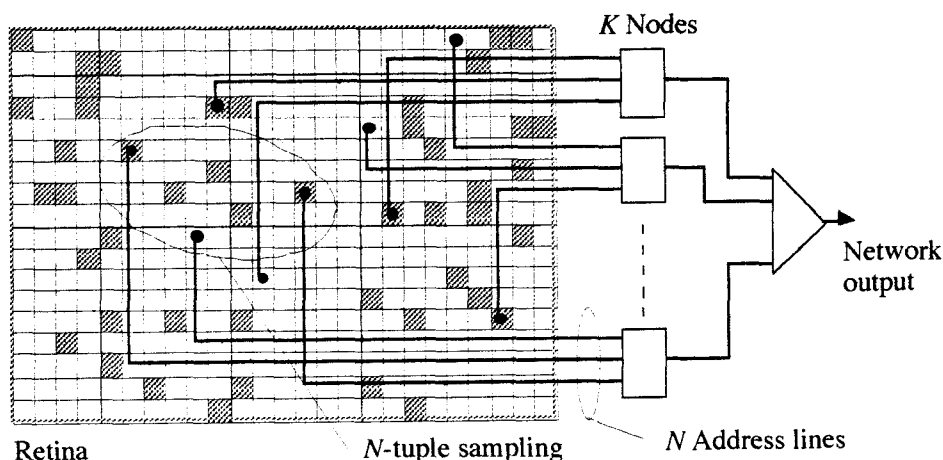 K Nodes
Network
output
Retina
N-tuple sampling
N Address lines